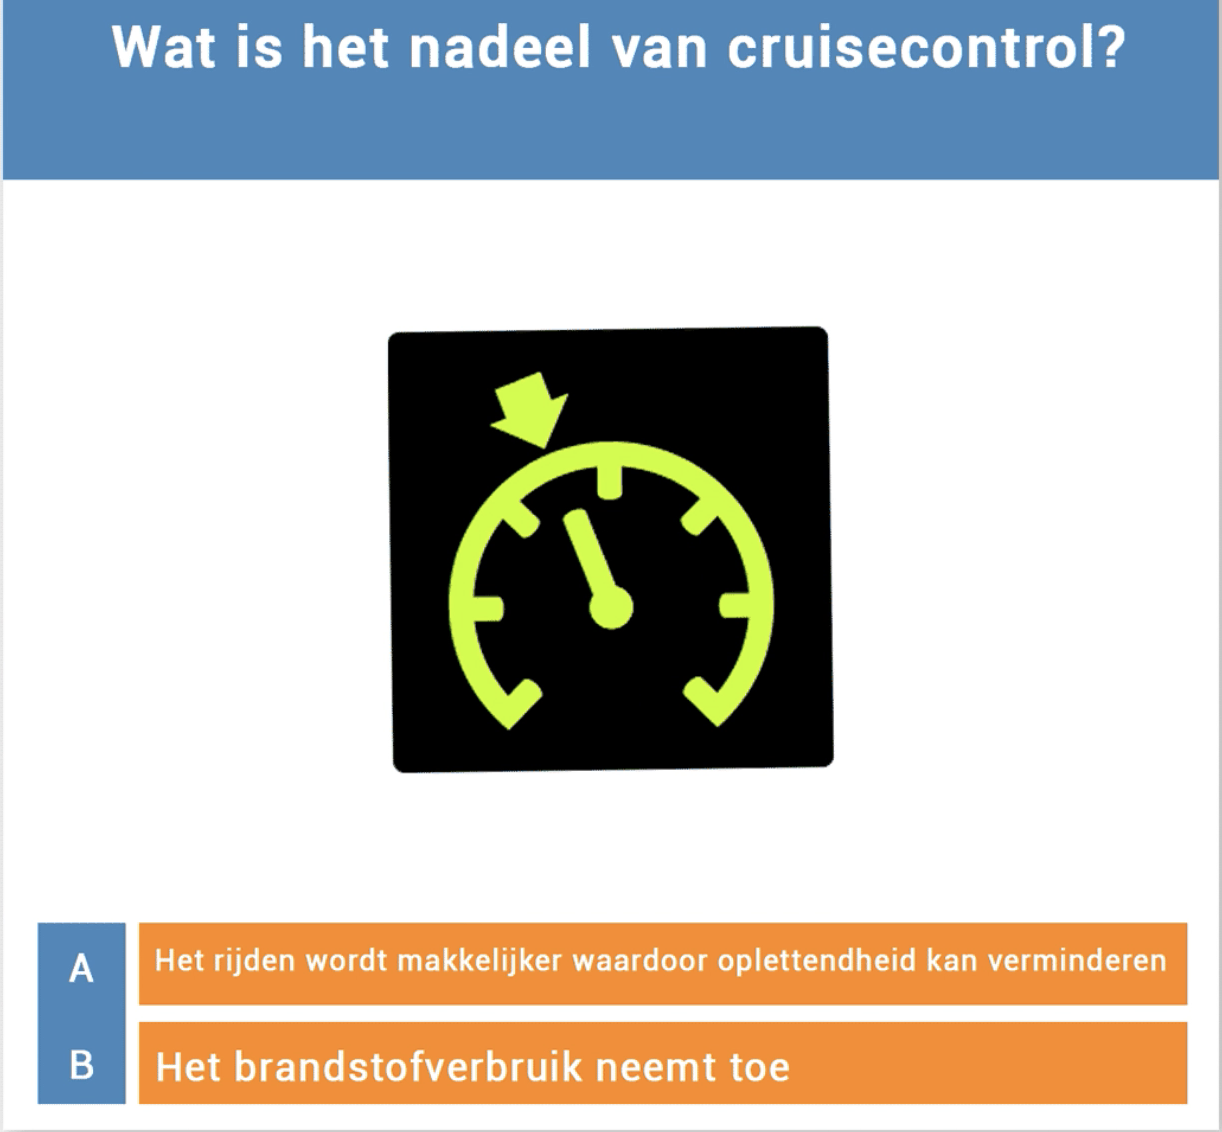 Wat is het nadeel van cruisecontrol?
A
Het rijden wordt makkelijker waardoor oplettendheid kan verminderen
B
Het brandstofverbruik neemt toe